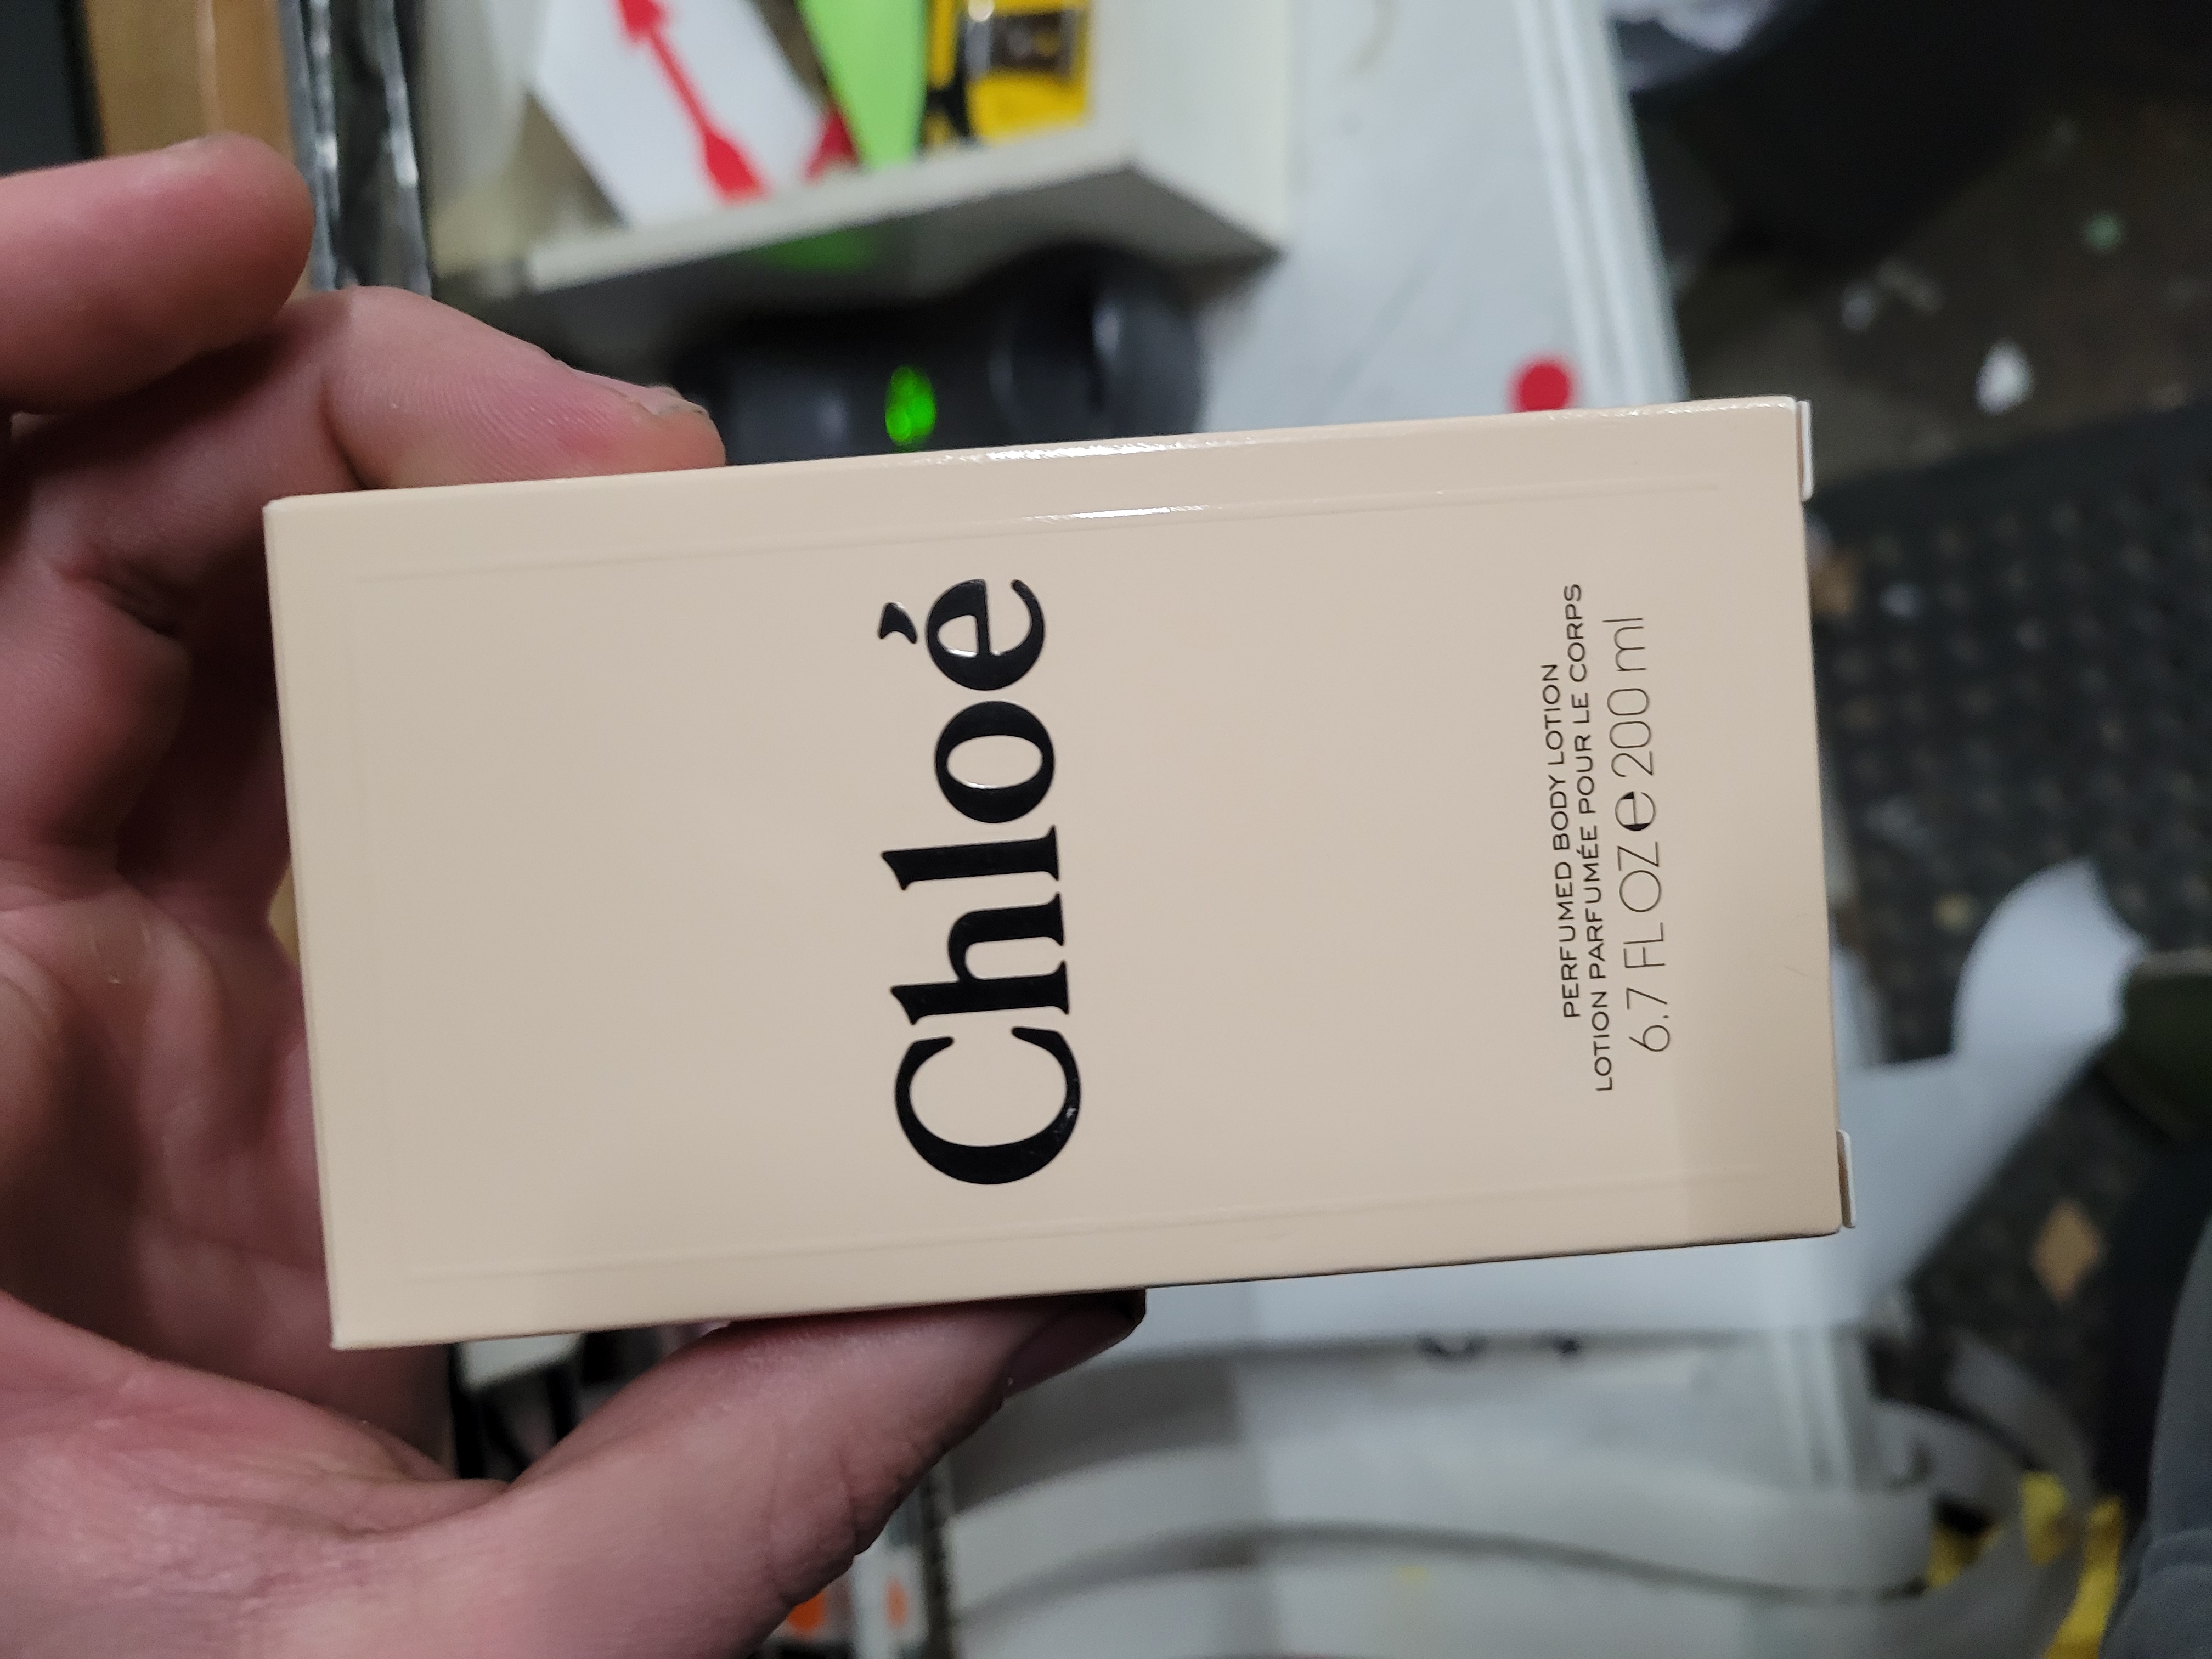 Chloé
PERFUMED BODY LOTION
LOTION PARFUMÉE POUR LE CORPS
6.7 FL OZ e 200 ml